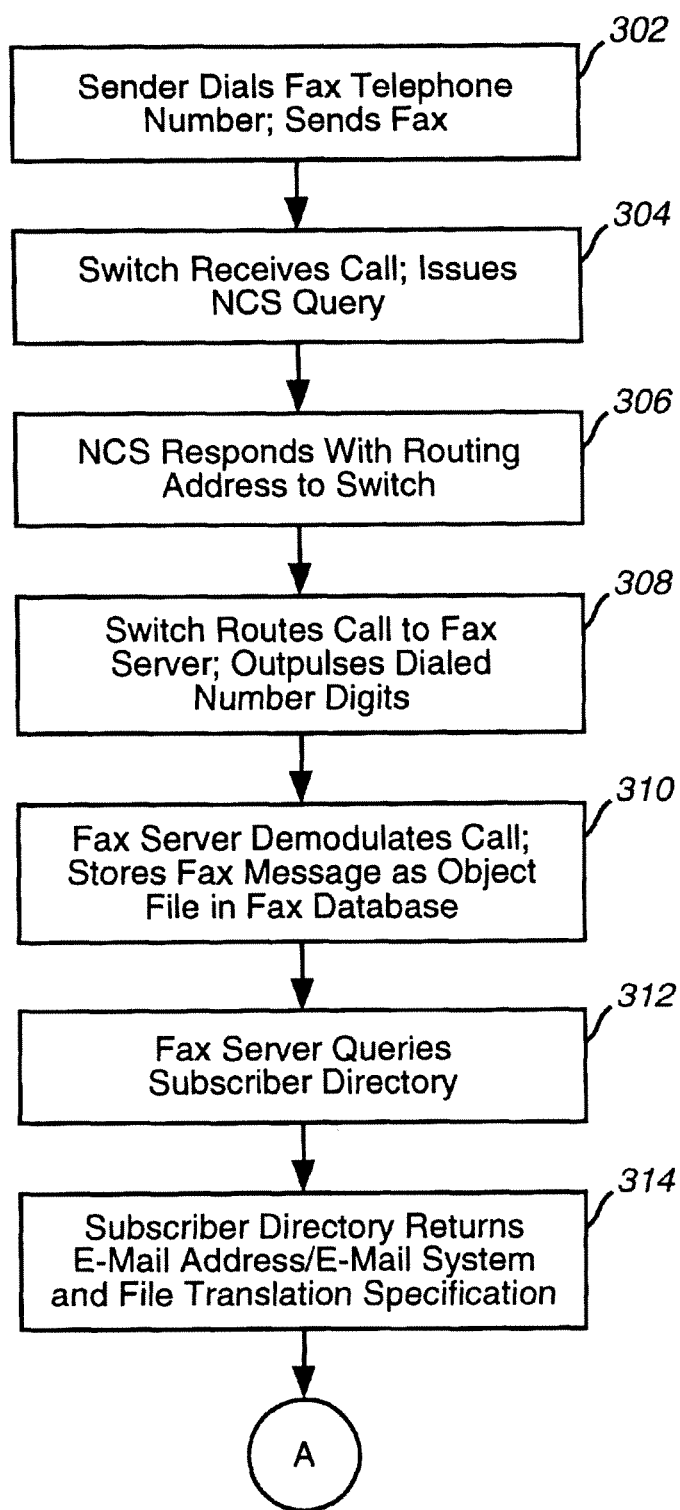 302
Sender Dials Fax Telephone
Number; Sends Fax
304
Switch Receives Call; Issues
NCS Query
306
NCS Responds With Routing
Address to Switch
308
Switch Routes Call to Fax
Server; Outpulses Dialed
Number Digits
310
Fax Server Demodulates Call;
Stores Fax Message as Object
File in Fax Database
312
Fax Server Queries
Subscriber Directory
314
Subscriber Directory Returns
E-Mail Address/E-Mail System
and File Translation Specification
A